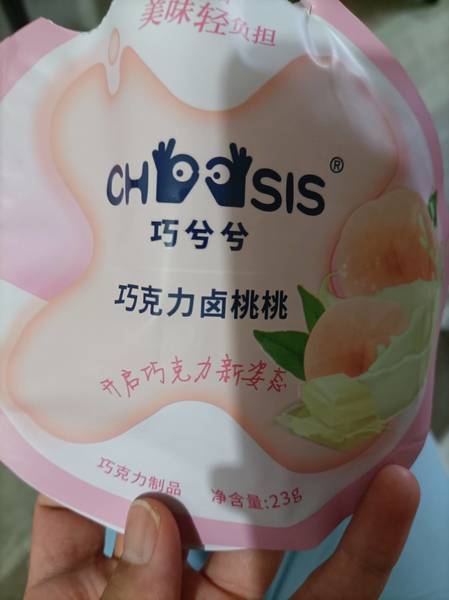 美味轻负担
CHOOSIS®
巧兮兮
巧克力卤桃桃
开启巧克力新姿态
巧克力制品 净含量:23g